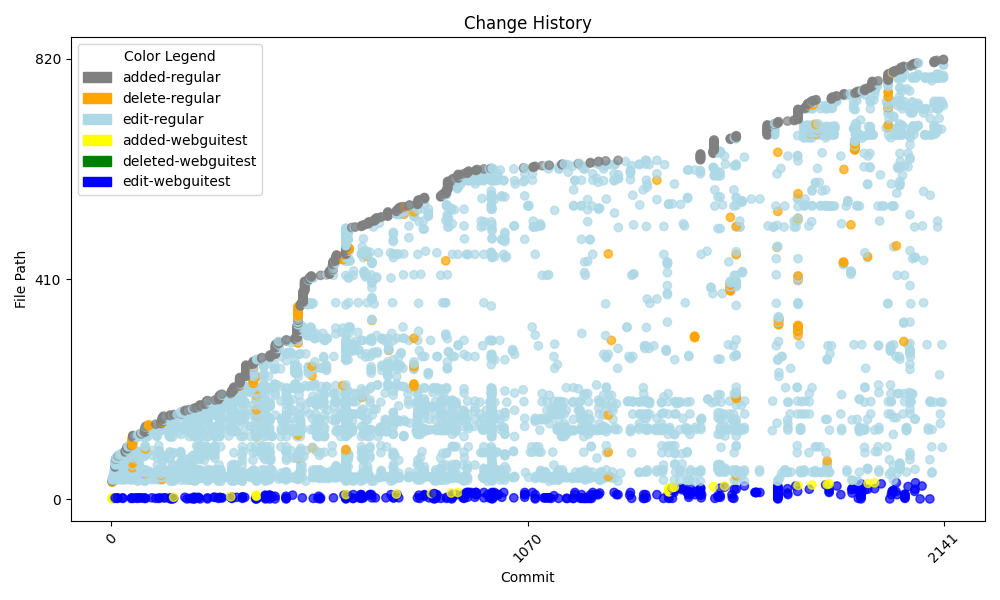 Change History
Color Legend
added-regular
delete-regular
edit-regular
added-webguitest
deleted-webguitest
edit-webguitest
File Path
820
410
0
0
1070
2141
Commit